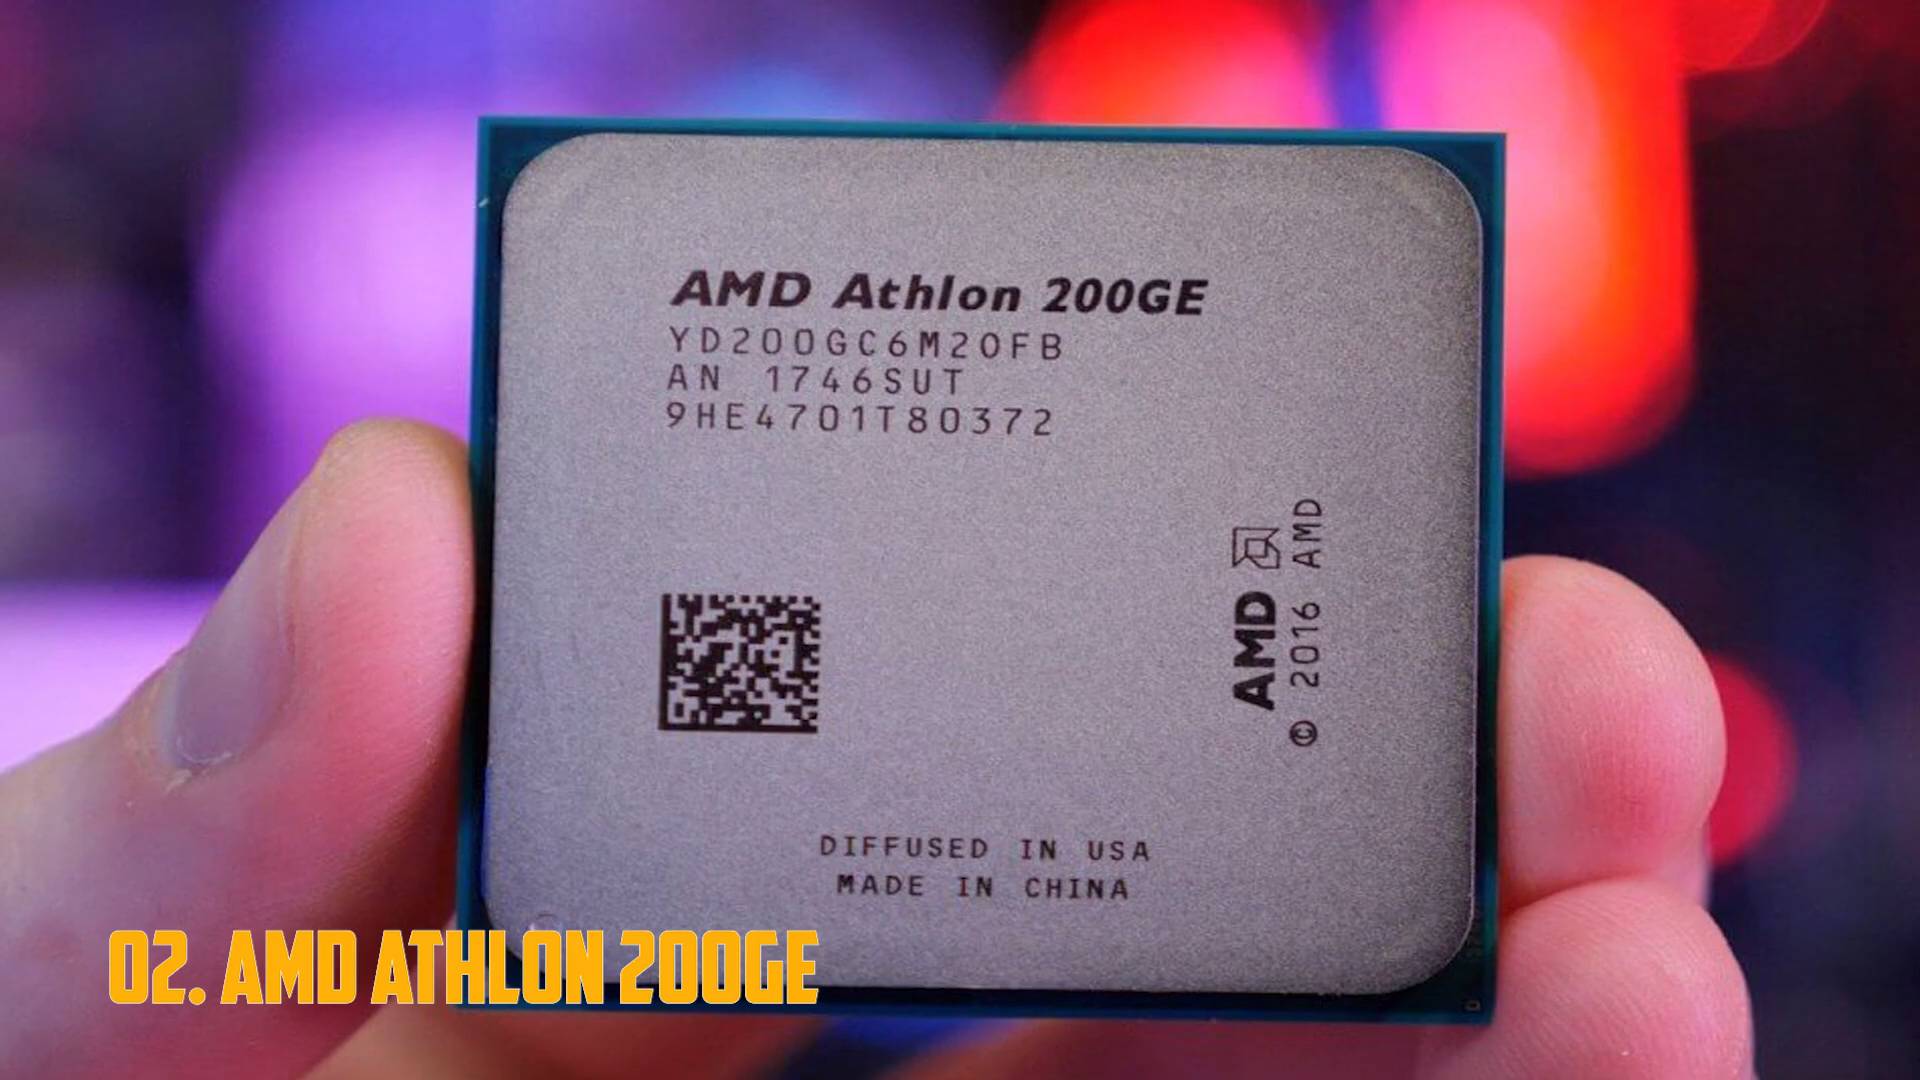 AMD Athlon 200GE
YD200GC6M2OFB
AN 1746SUT
9HE4701T80372
AMD
© 2016 AMD
DIFFUSED IN USA
MADE IN CHINA
02. AMD ATHLON 200GE